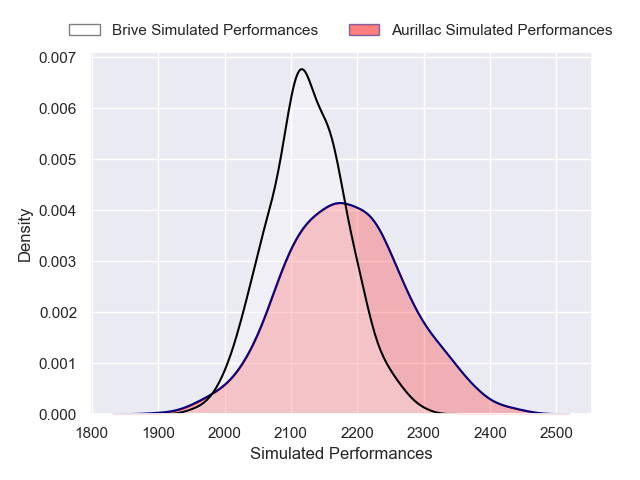 Brive Simulated Performances Aurillac Simulated Performances
0.007
0.006
0.005
0.004
0.003
0.002
0.001
0.000
Density
1800 1900 2000 2100 2200 2300 2400 2500
Simulated Performances